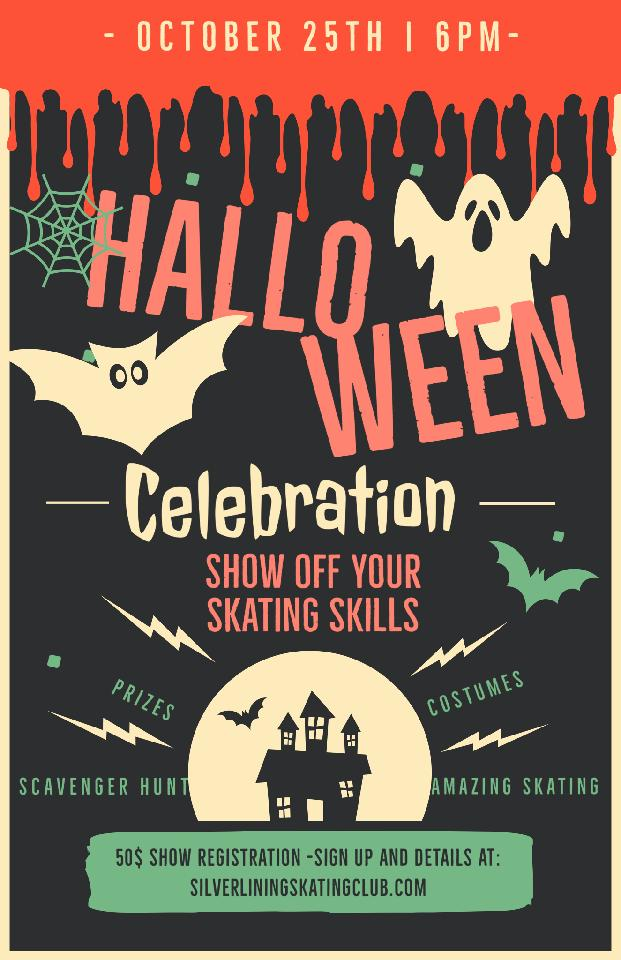 - OCTOBER 25TH | 6PM-
HALLO
WEEN
Celebration
SHOW OFF YOUR
SKATING SKILLS
PRIZES
COSTUMES
SCAVENGER HUNT
AMAZING SKATING
50$ SHOW REGISTRATION -SIGN UP AND DETAILS AT:
SILVERLININGSKATINGCLUB.COM